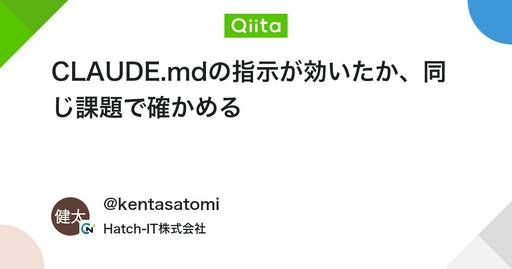 Qiita
CLAUDE.mdの指示が効いたか、同
じ課題で確かめる
健太
@kentasatomi
Hatch-IT株式会社